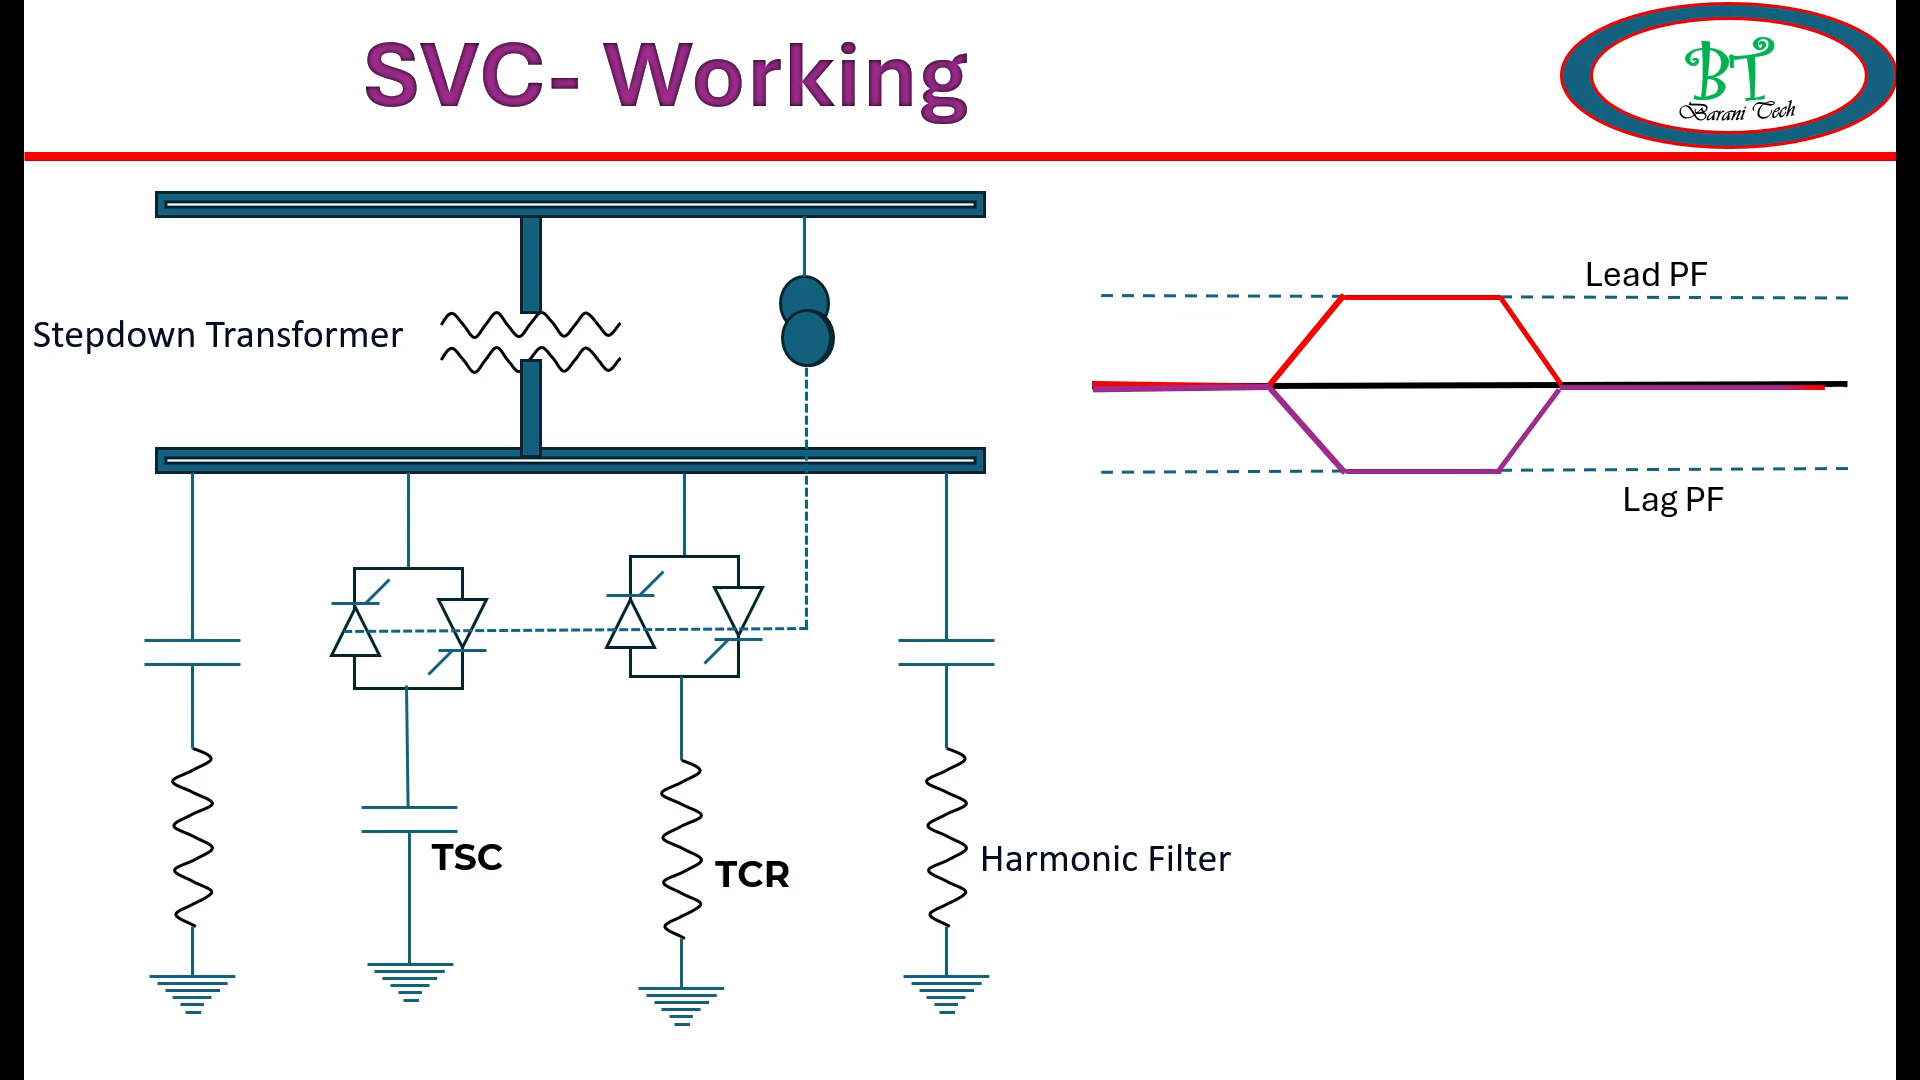 SVC- Working
BT
Barani Tech
Lead PF
Stepdown Transformer
Lag PF
TSC
TCR
Harmonic Filter